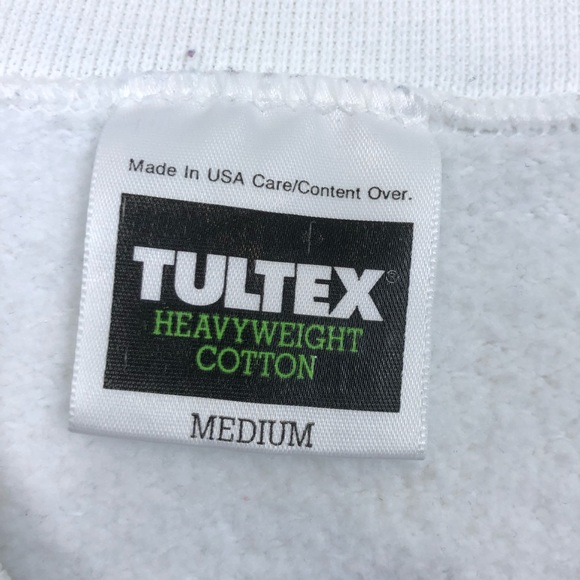 Made In USA Care/Content Over.
TULTEX®
HEAVYWEIGHT
COTTON
MEDIUM